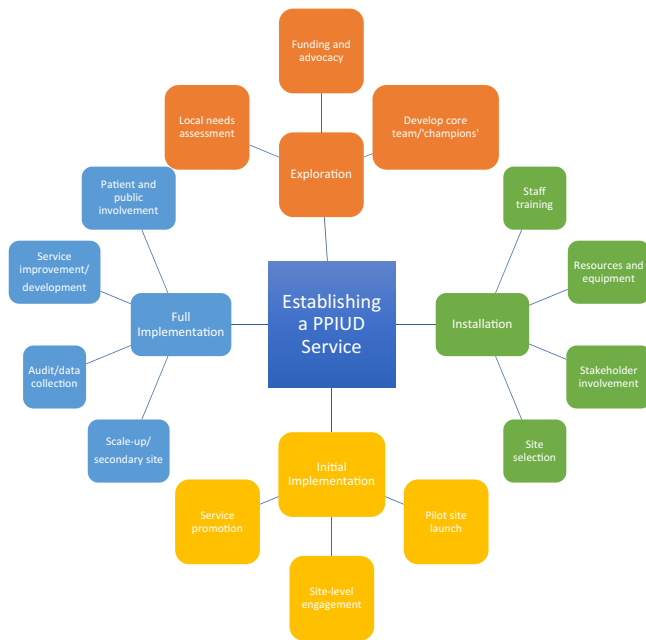 Funding and
advocacy
Local needs
assessment
Develop core
team/'champions'
Exploration
Patient and
public
involvement
Staff
training
Service
improvement/
development
Resources and
equipment
Full
Implementation
Establishing
a PPIUD
Service
Installation
Audit/data
collection
Stakeholder
involvement
Scale-up/
secondary site
Site
selection
Initial
Implementation
Service
promotion
Pilot site
launch
Site-level
engagement